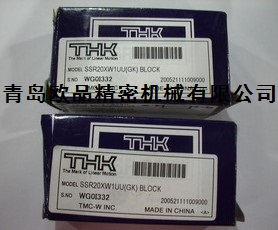 THK
The Mark of Linear Motion
MODEL SSR20XW1UU(GK) BLOCK
S.NO WG0I332 200521111009000
青岛欧品精密机械有限公司
THK
The Mark of Linear Motion
MODEL SSR20XW1UU(GK) BLOCK
S.NO WG0I332 200521111009000
TMC-W INC. MADE IN CHINA